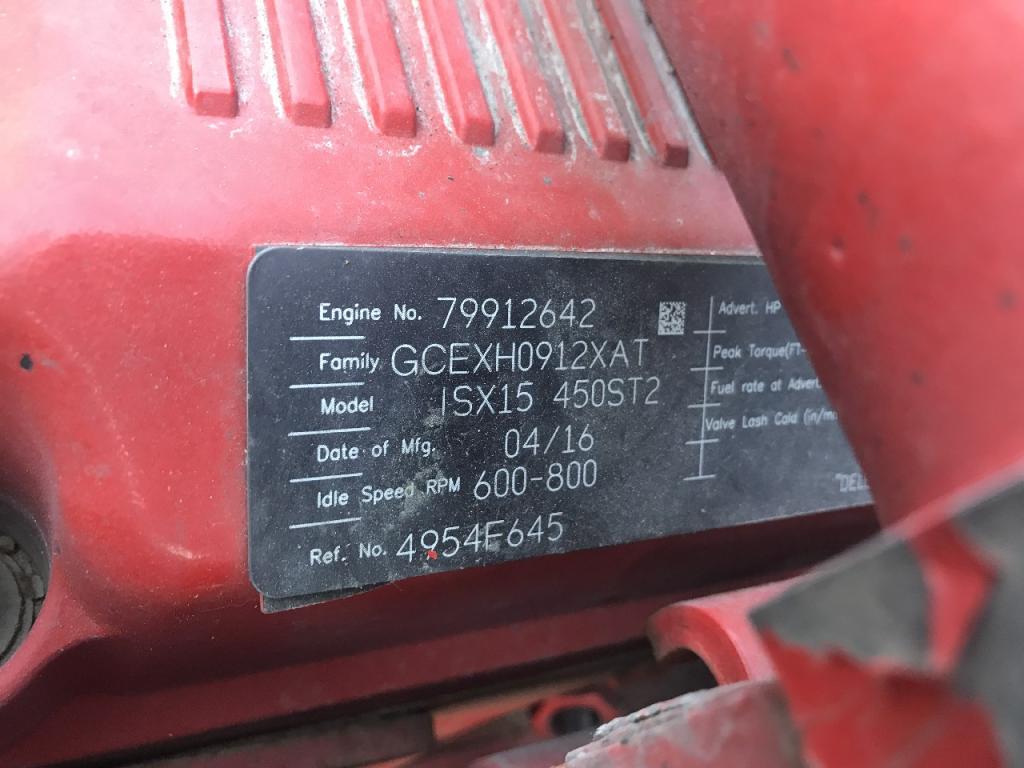 Engine No. 79912642
Family GCEXH0912XAT
Model ISX15 450ST2
Date of Mfg. 04/16
Idle Speed RPM 600-800
Ref. No. 4954F645
Advert. HP
Peak Torque(FT-
Fuel rate at Advert.
Valve Lash Cold (in/m